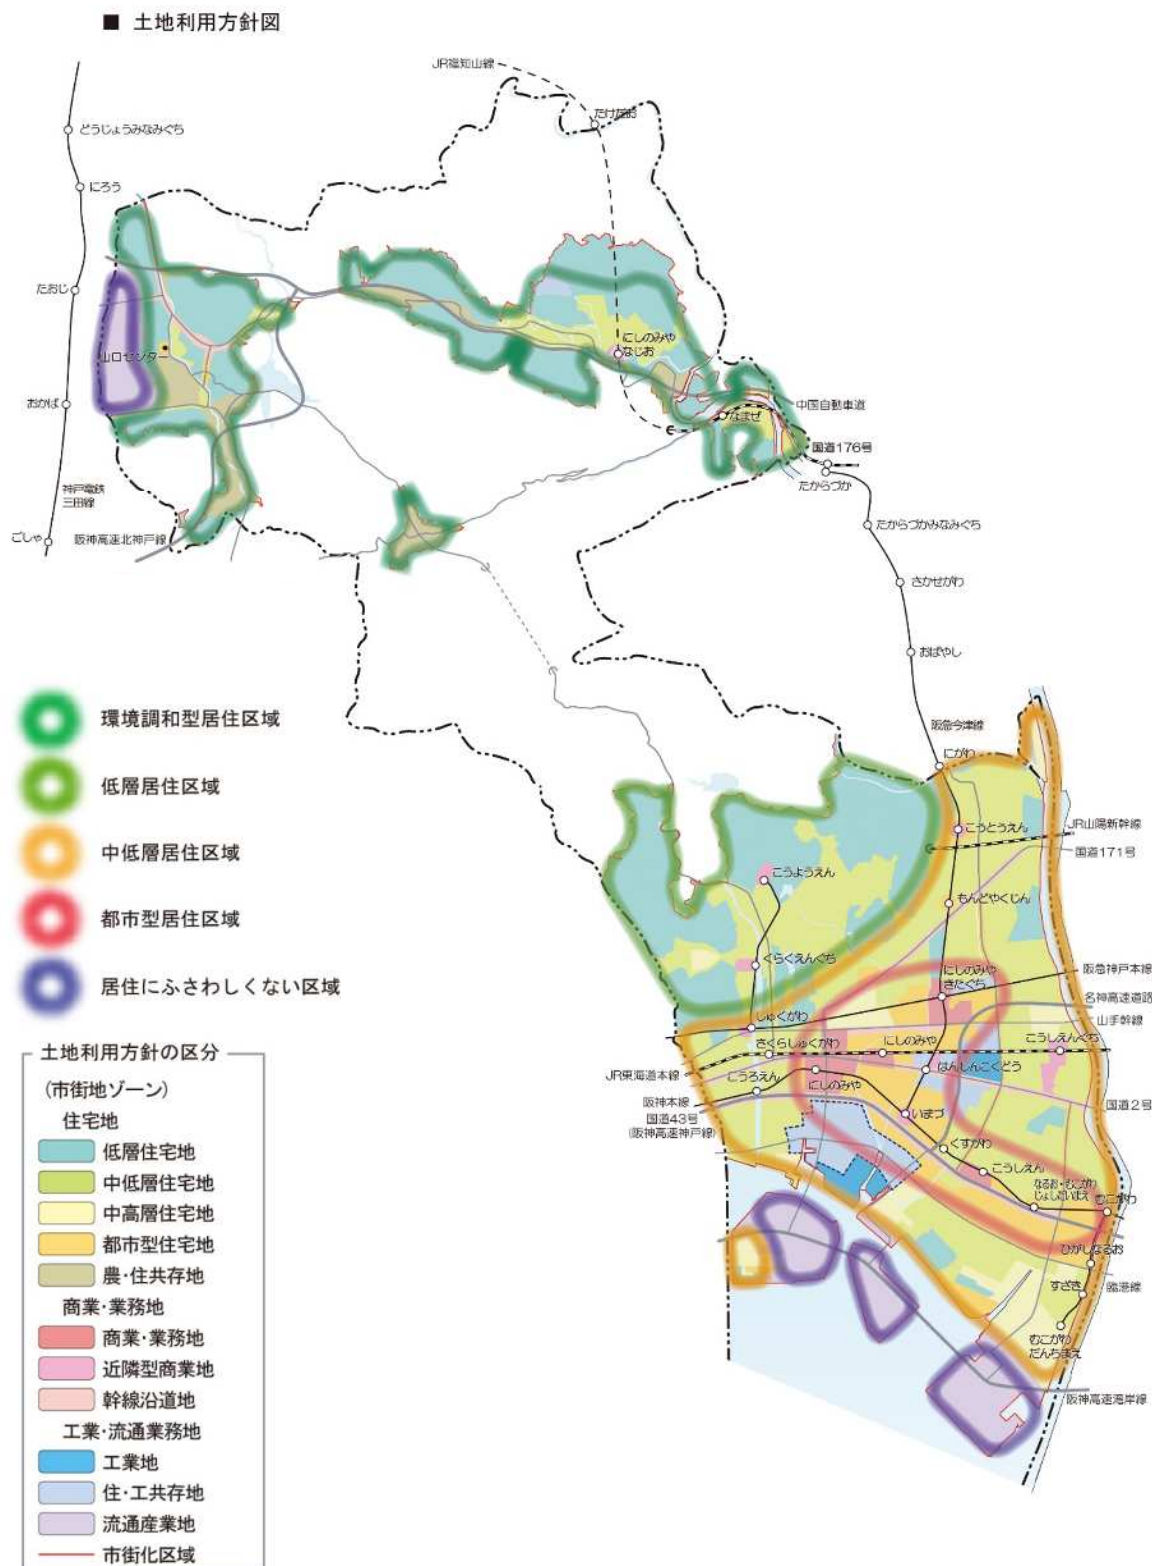 ■ 土地利用方針図
JR福知山線
たけだお
どうじょうみなみぐち
にろう
たおじ
山口センター
にしのみや
なじお
おかば
中国自動車道
なまぜ
国道176号
たからづか
神戸電鉄
三田線
ごしゃ
阪神高速北神戸線
たからづかみなみぐち
さかせがわ
おばやし
環境調和型居住区域
低層居住区域
中低層居住区域
都市型居住区域
居住にふさわしくない区域
阪急今津線
にがわ
こうとうえん
JR山陽新幹線
国道171号
こうようえん
もんどやくじん
くらくえんぐち
にしのみや
きたぐち
阪急神戸本線
名神高速道路
しゅくがわ
山手幹線
さくらしゅくがわ
にしのみや
こうしえんぐち
JR東海道本線
こうろえん
にしのみや
はんしんこくどう
阪神本線
国道43号
(阪神高速神戸線)
いまづ
国道2号
くすがわ
こうしえん
なるお・むこがわ
じょしだいまえ
むこがわ
ひがしなるお
すざき
臨港線
むこがわ
だんちまえ
阪神高速湾岸線
土地利用方針の区分
(市街地ゾーン)
住宅地
低層住宅地
中低層住宅地
中高層住宅地
都市型住宅地
農・住共存地
商業・業務地
商業・業務地
近隣型商業地
幹線沿道地
工業・流通業務地
工業地
住・工共存地
流通産業地
市街化区域